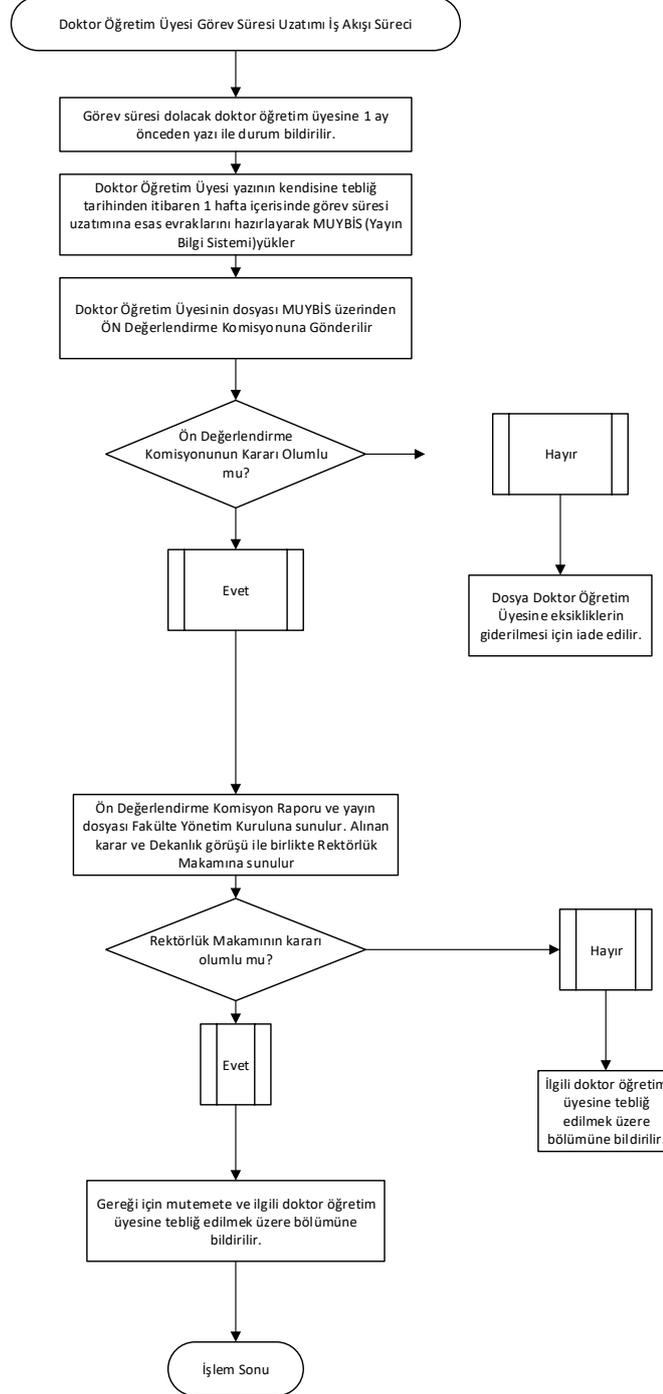 Doktor Öğretim Üyesi Görev Süresi Uzatımı İş Akışı Süreci
Görev süresi dolacak doktor öğretim üyesine 1 ay
önceden yazı ile durum bildirilir.
Doktor Öğretim Üyesi yazının kendisine tebliğ
tarihinden itibaren 1 hafta içerisinde görev süresi
uzatımına esas evraklarını hazırlayarak MUYBİS (Yayın
Bilgi Sistemi)yükler
Doktor Öğretim Üyesinin dosyası MUYBİS üzerinden
ÖN Değerlendirme Komisyonuna Gönderilir
Ön Değerlendirme
Komisyonunun Kararı Olumlu
mu?
Hayır
Evet
Dosya Doktor Öğretim
Üyesine eksikliklerin
giderilmesi için iade edilir.
Ön Değerlendirme Komisyon Raporu ve yayın
dosyası Fakülte Yönetim Kuruluna sunulur. Alınan
karar ve Dekanlık görüşü ile birlikte Rektörlük
Makamına sunulur
Rektörlük Makamının kararı
olumlu mu?
Hayır
Evet
İlgili doktor öğretim
üyesine tebliğ
edilmek üzere
bölümüne bildirilir.
Gereği için mutemete ve ilgili doktor öğretim
üyesine tebliğ edilmek üzere bölümüne
bildirilir.
İşlem Sonu